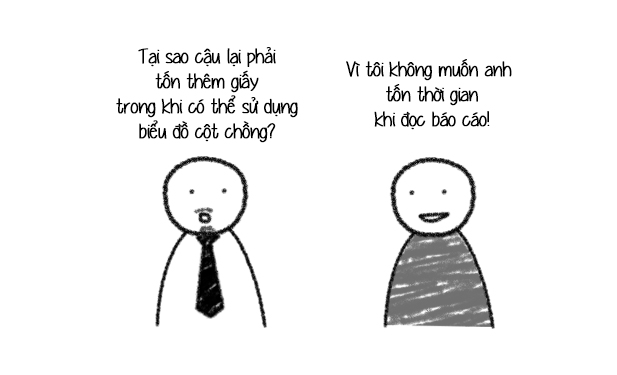 Tại sao cậu lại phải
tốn thêm giấy
trong khi có thể sử dụng
biểu đồ cột chồng?
Vì tôi không muốn anh
tốn thời gian
khi đọc báo cáo!